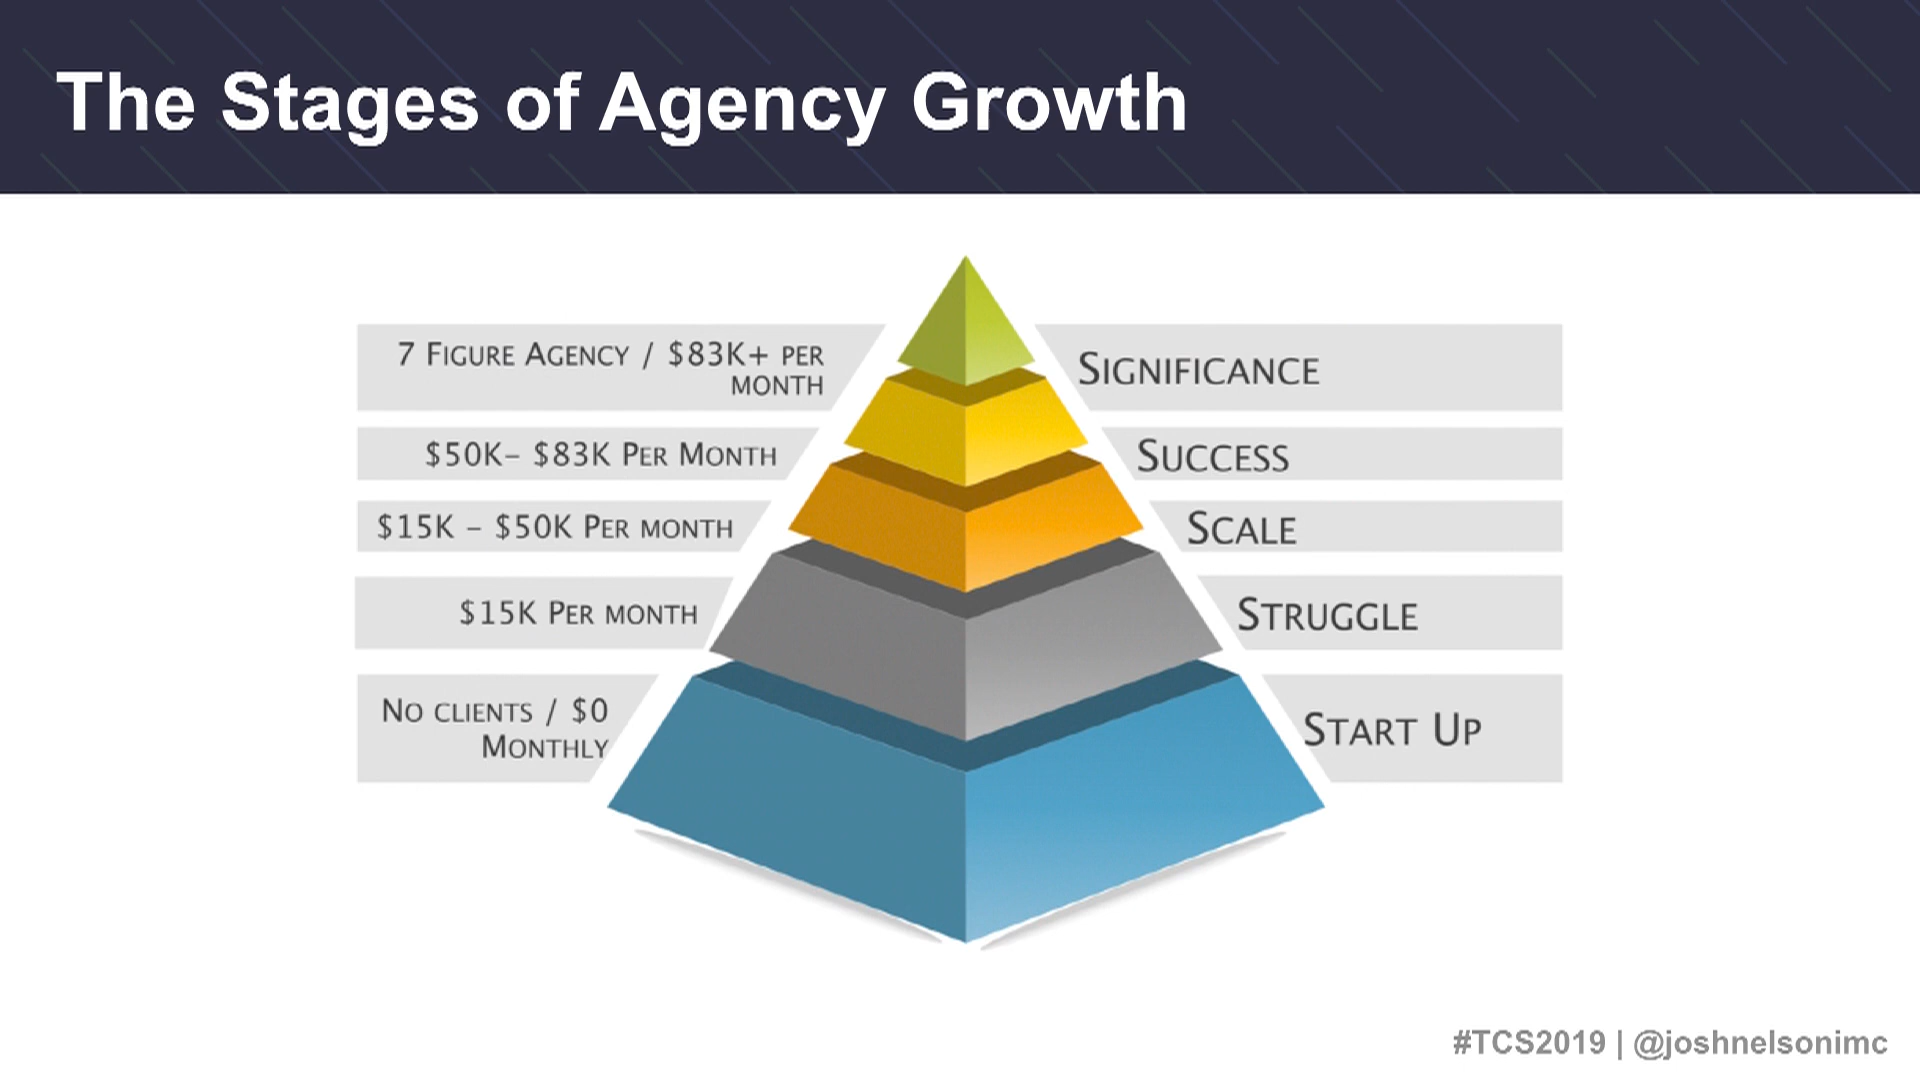 The Stages of Agency Growth
7 Figure Agency / $83K+ per
month
Significance
$50K– $83K Per Month
Success
$15K – $50K Per month
Scale
$15K Per month
Struggle
No clients / $0
Monthly
Start Up
#TCS2019 | @joshnelsonimc